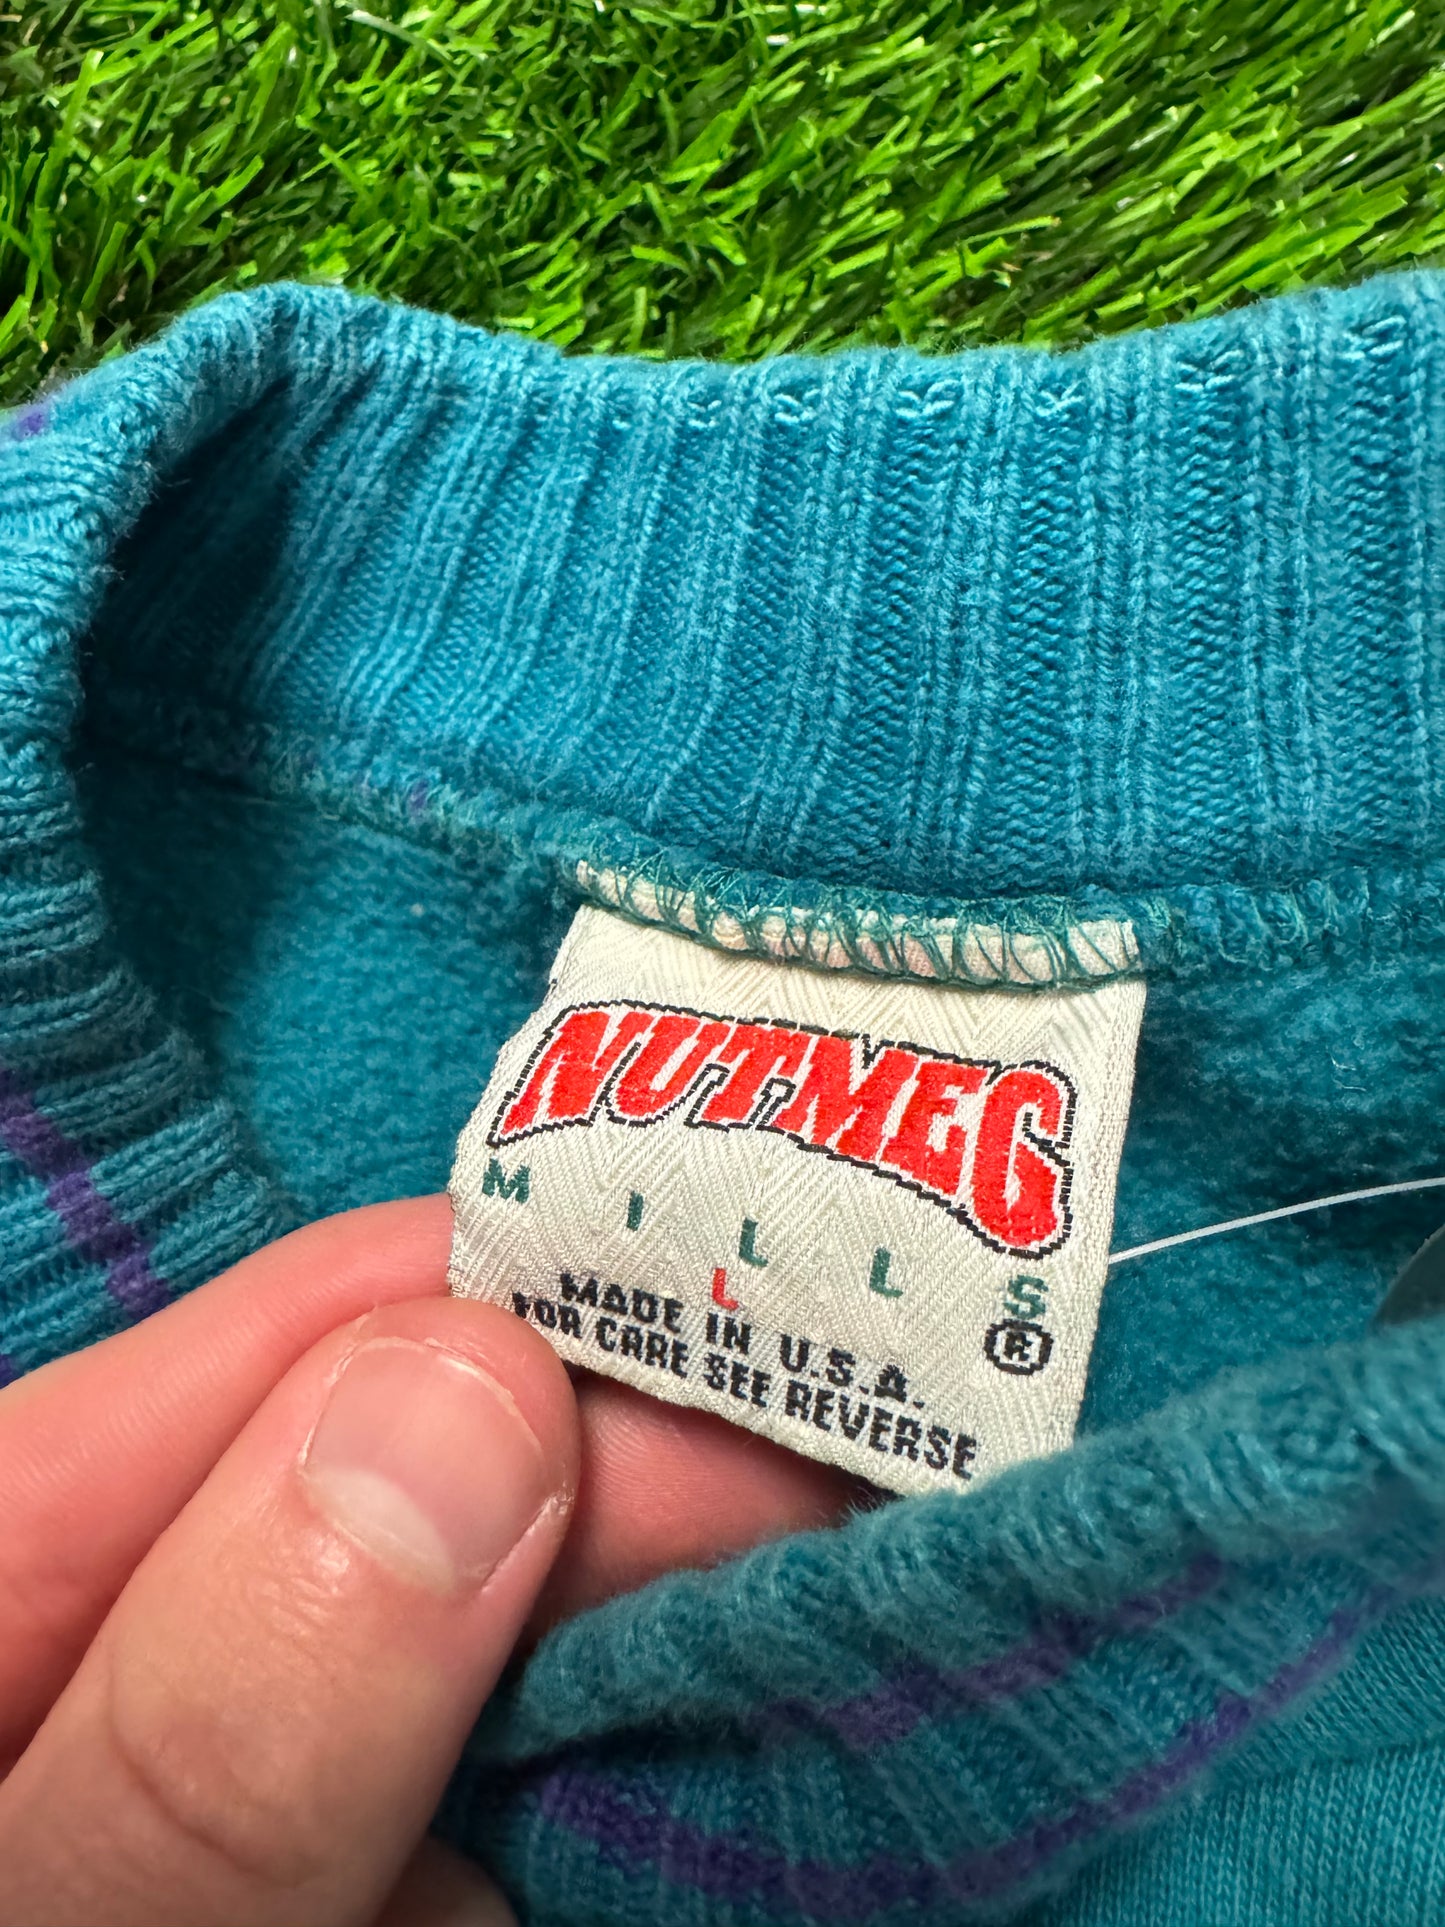 NUTMEG
MILLS
L
MADE IN U.S.A.
FOR CARE SEE REVERSE
®